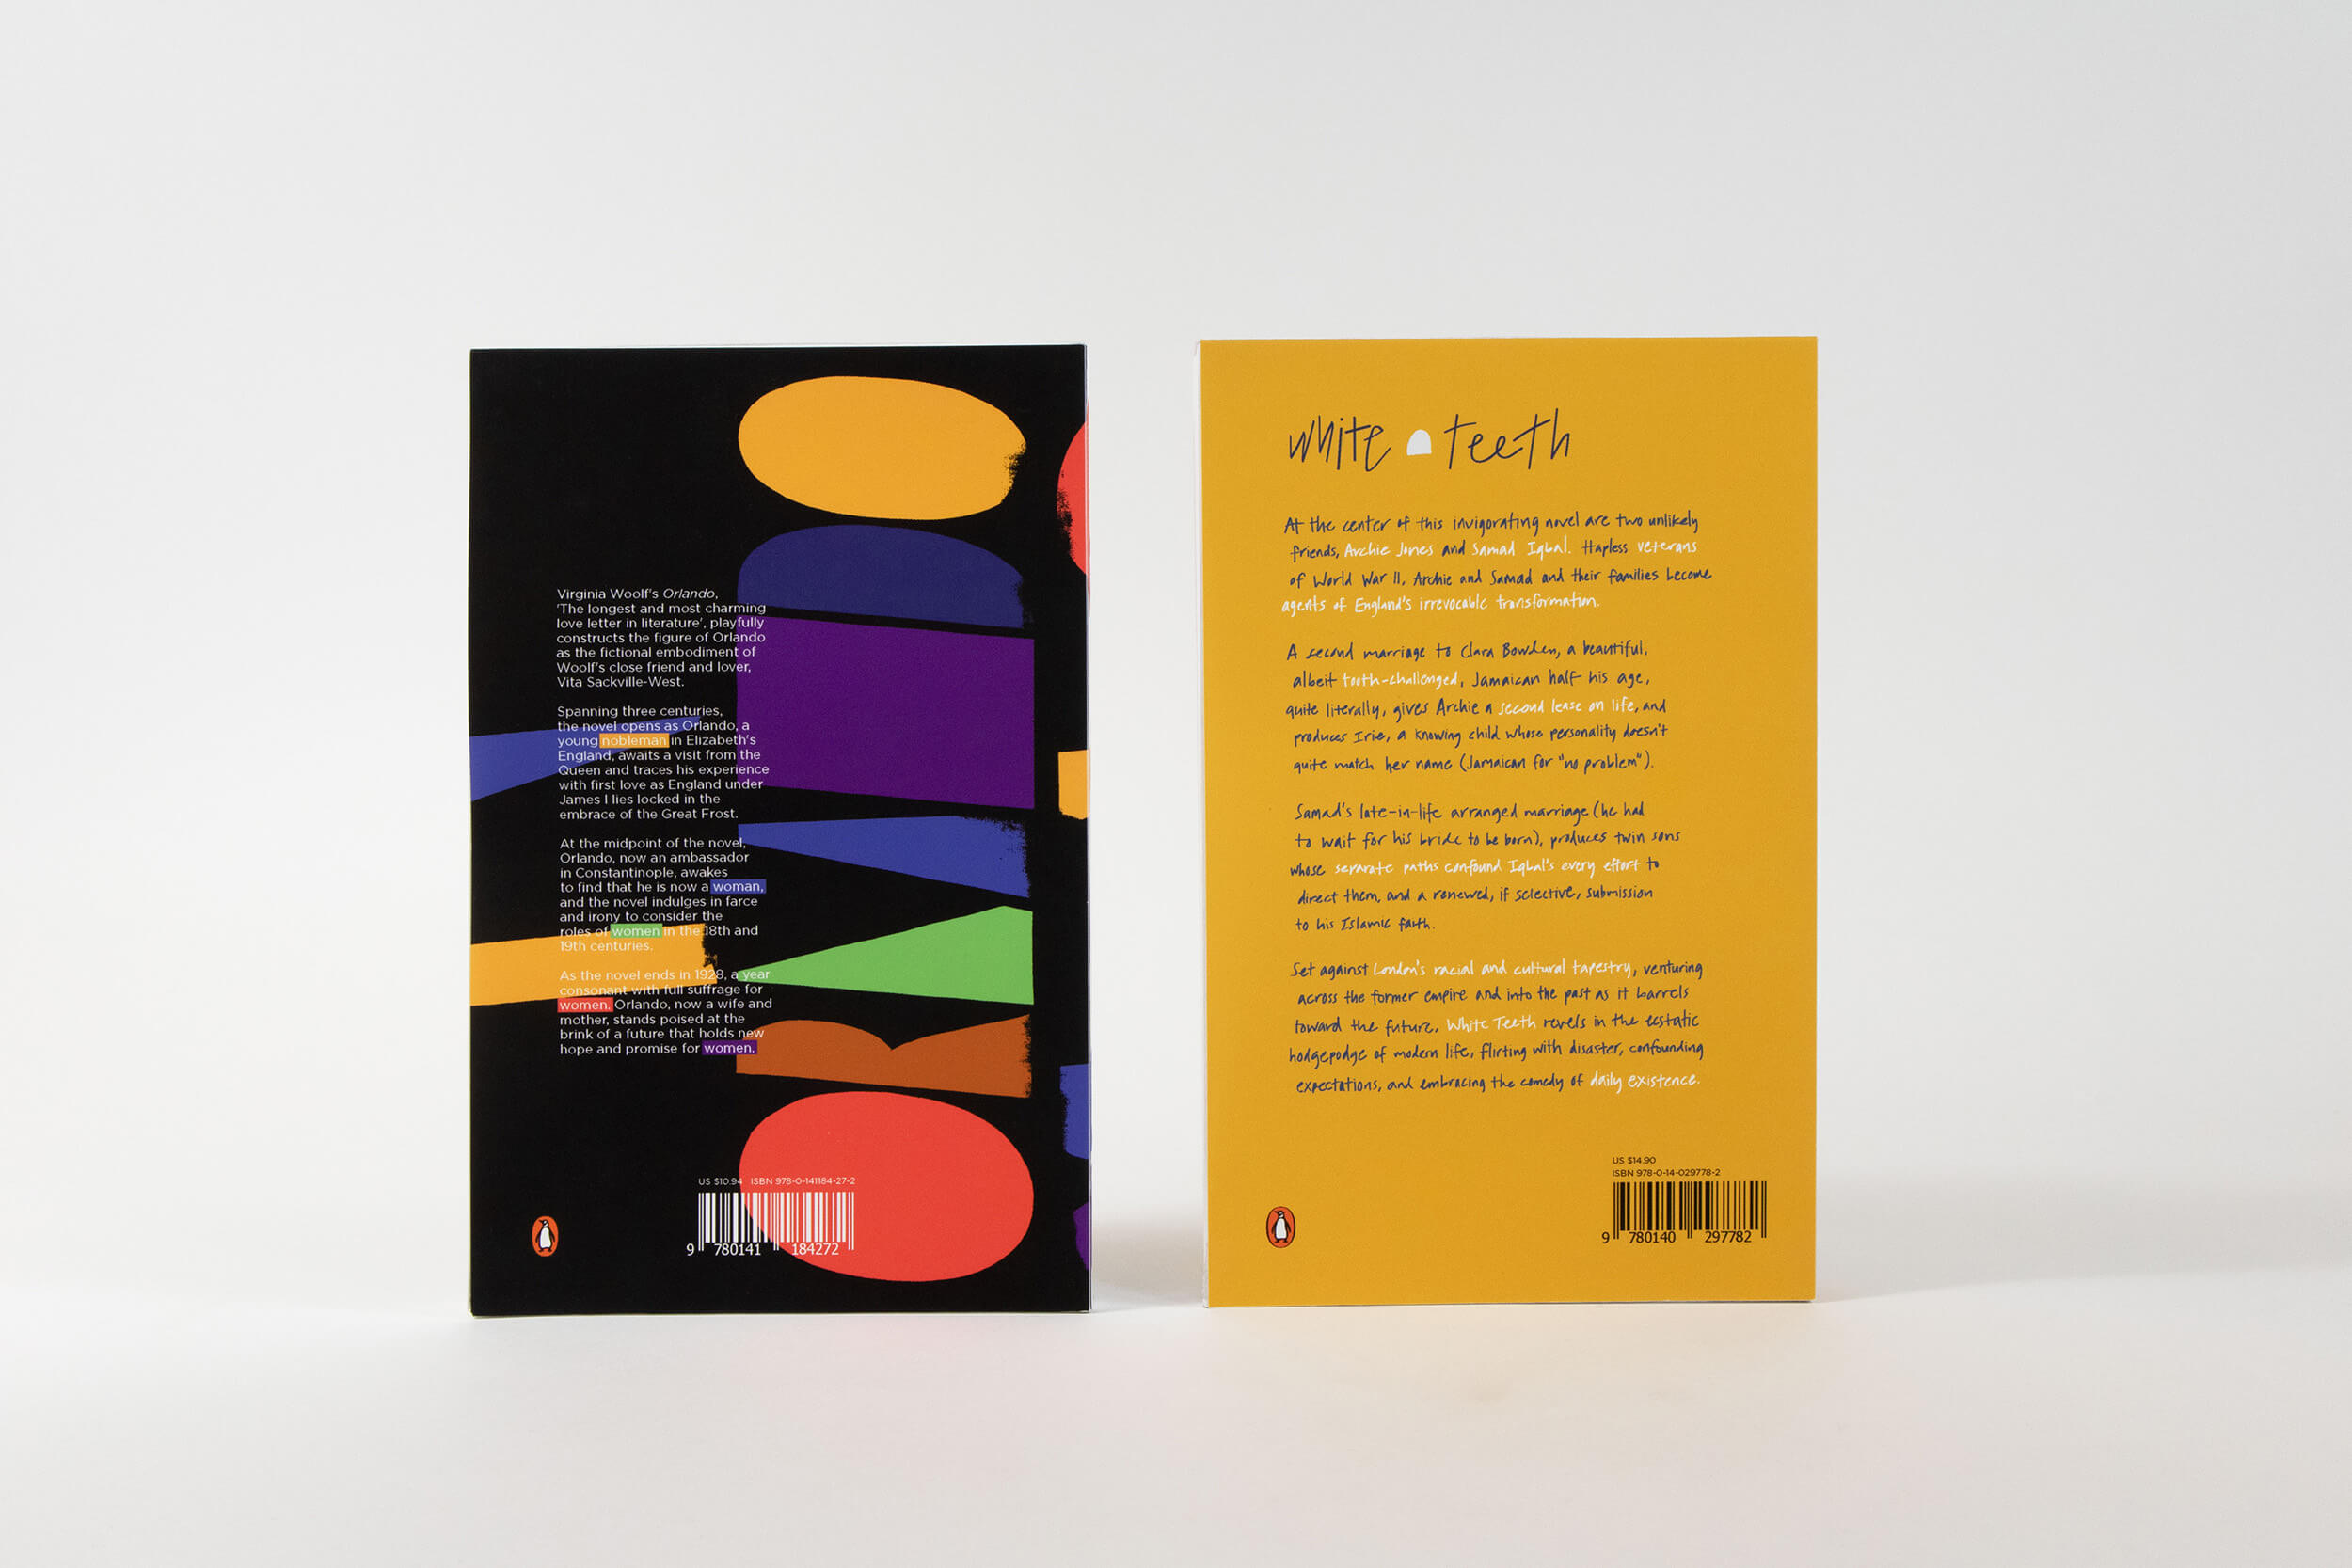 Virginia Woolf's Orlando,
'The longest and most charming
love letter in literature', playfully
constructs the figure of Orlando
as the fictional embodiment of
Woolf's close friend and lover,
Vita Sackville-West.
Spanning three centuries,
the novel opens as Orlando, a
young nobleman in Elizabeth's
England, awaits a visit from the
Queen and traces his experience
with first love as England under
James I lies locked in the
embrace of the Great Frost.
At the midpoint of the novel,
Orlando, now an ambassador
in Constantinople, awakes
to find that he is now a woman,
and the novel indulges in farce
and irony to consider the
roles of women in the 18th and
19th centuries.
As the novel ends in 1928, a year
consonant with full suffrage for
women. Orlando, now a wife and
mother, stands poised at the
brink of a future that holds new
hope and promise for women.
US $10.94 ISBN 978-0-141184-27-2
9 780141 184272
white teeth
At the center of this invigorating novel are two unlikely
friends, Archie Jones and Samad Iqbal. Hapless veterans
of World War II, Archie and Samad and their families become
agents of England's irrevocable transformation.
A second marriage to Clara Bowden, a beautiful,
albeit tooth-challenged, Jamaican half his age,
quite literally, gives Archie a second lease on life, and
produces Irie, a knowing child whose personality doesn't
quite match her name (Jamaican for "no problem").
Samad's late-in-life arranged marriage (he had
to wait for his bride to be born), produces twin sons
whose separate paths confound Iqbal's every effort to
direct them, and a renewed, if selective, submission
to his Islamic faith.
Set against London's racial and cultural tapestry, venturing
across the former empire and into the past as it barrels
toward the future, White Teeth revels in the ecstatic
hodgepodge of modern life, flirting with disaster, confounding
expectations, and embracing the comedy of daily existence.
US $14.90
ISBN 978-0-14-029778-2
9 780140 297782